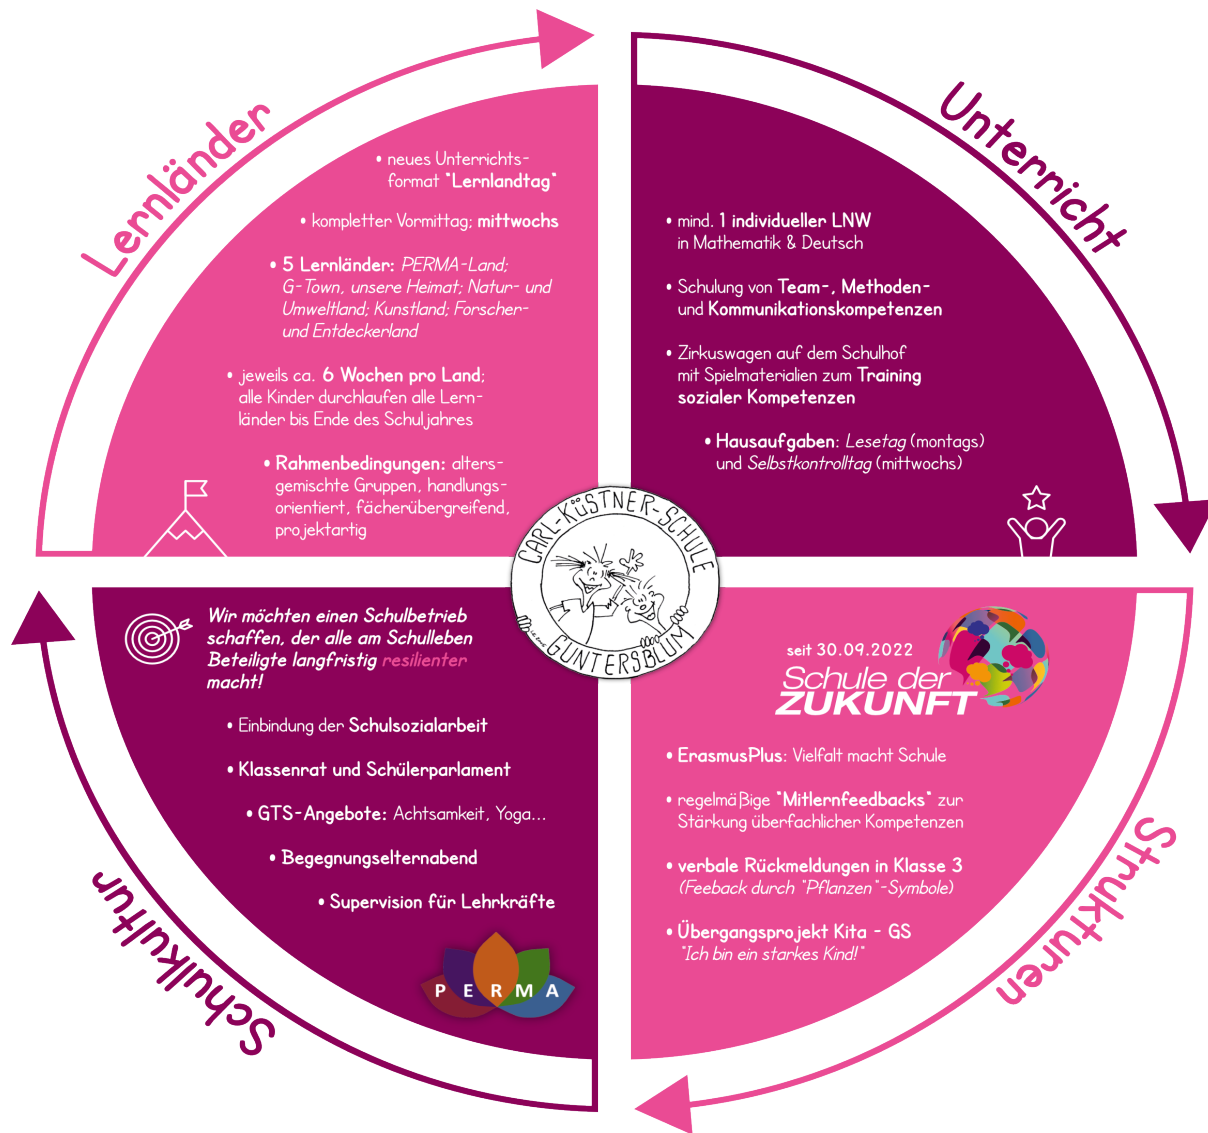 Lernländer
• neues Unterrichts-
format "Lernlandtag"
• kompletter Vormittag; mittwochs
• 5 Lernländer: PERMA-Land;
G-Town, unsere Heimat; Natur- und
Umweltland; Kunstland; Forscher-
und Entdeckerland
• jeweils ca. 6 Wochen pro Land;
alle Kinder durchlaufen alle Lern-
länder bis Ende des Schuljahres
• Rahmenbedingungen: alters-
gemischte Gruppen, handlungs-
orientiert, fächerübergreifend,
projektartig
Unterricht
• mind. 1 individueller LNW
in Mathematik & Deutsch
• Schulung von Team-, Methoden-
und Kommunikationskompetenzen
• Zirkuswagen auf dem Schulhof
mit Spielmaterialien zum Training
sozialer Kompetenzen
• Hausaufgaben: Lesetag (montags)
und Selbstkontrolltag (mittwochs)
CARL-KÜSTNER-SCHULE
GUNTERSBLUM
Wir möchten einen Schulbetrieb
schaffen, der alle am Schulleben
Beteiligte langfristig resilienter
macht!
• Einbindung der Schulsozialarbeit
• Klassenrat und Schülerparlament
• GTS-Angebote: Achtsamkeit, Yoga...
• Begegnungselternabend
• Supervision für Lehrkräfte
PERMA
Schulkultur
seit 30.09.2022
Schule der
ZUKUNFT
• ErasmusPlus: Vielfalt macht Schule
• regelmäßige "Mitlernfeedbacks" zur
Stärkung überfachlicher Kompetenzen
• verbale Rückmeldungen in Klasse 3
(Feeback durch "Pflanzen"-Symbole)
• Übergangsprojekt Kita - GS
"Ich bin ein starkes Kind!"
Strukturen